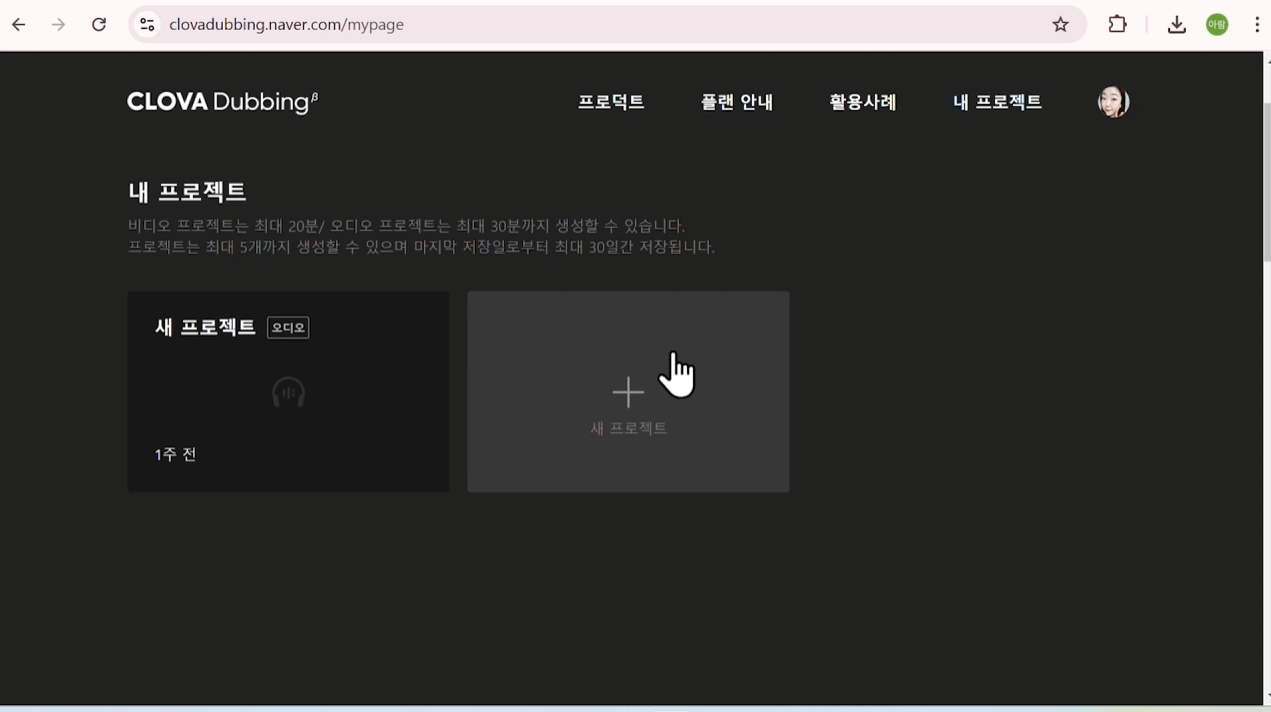 clovadubbing.naver.com/mypage
아람
CLOVA Dubbing β
프로덕트 플랜 안내 활용사례 내 프로젝트
내 프로젝트
비디오 프로젝트는 최대 20분/ 오디오 프로젝트는 최대 30분까지 생성할 수 있습니다.
프로젝트는 최대 5개까지 생성할 수 있으며 마지막 저장일로부터 최대 30일간 저장됩니다.
새 프로젝트 오디오
1주 전
새 프로젝트